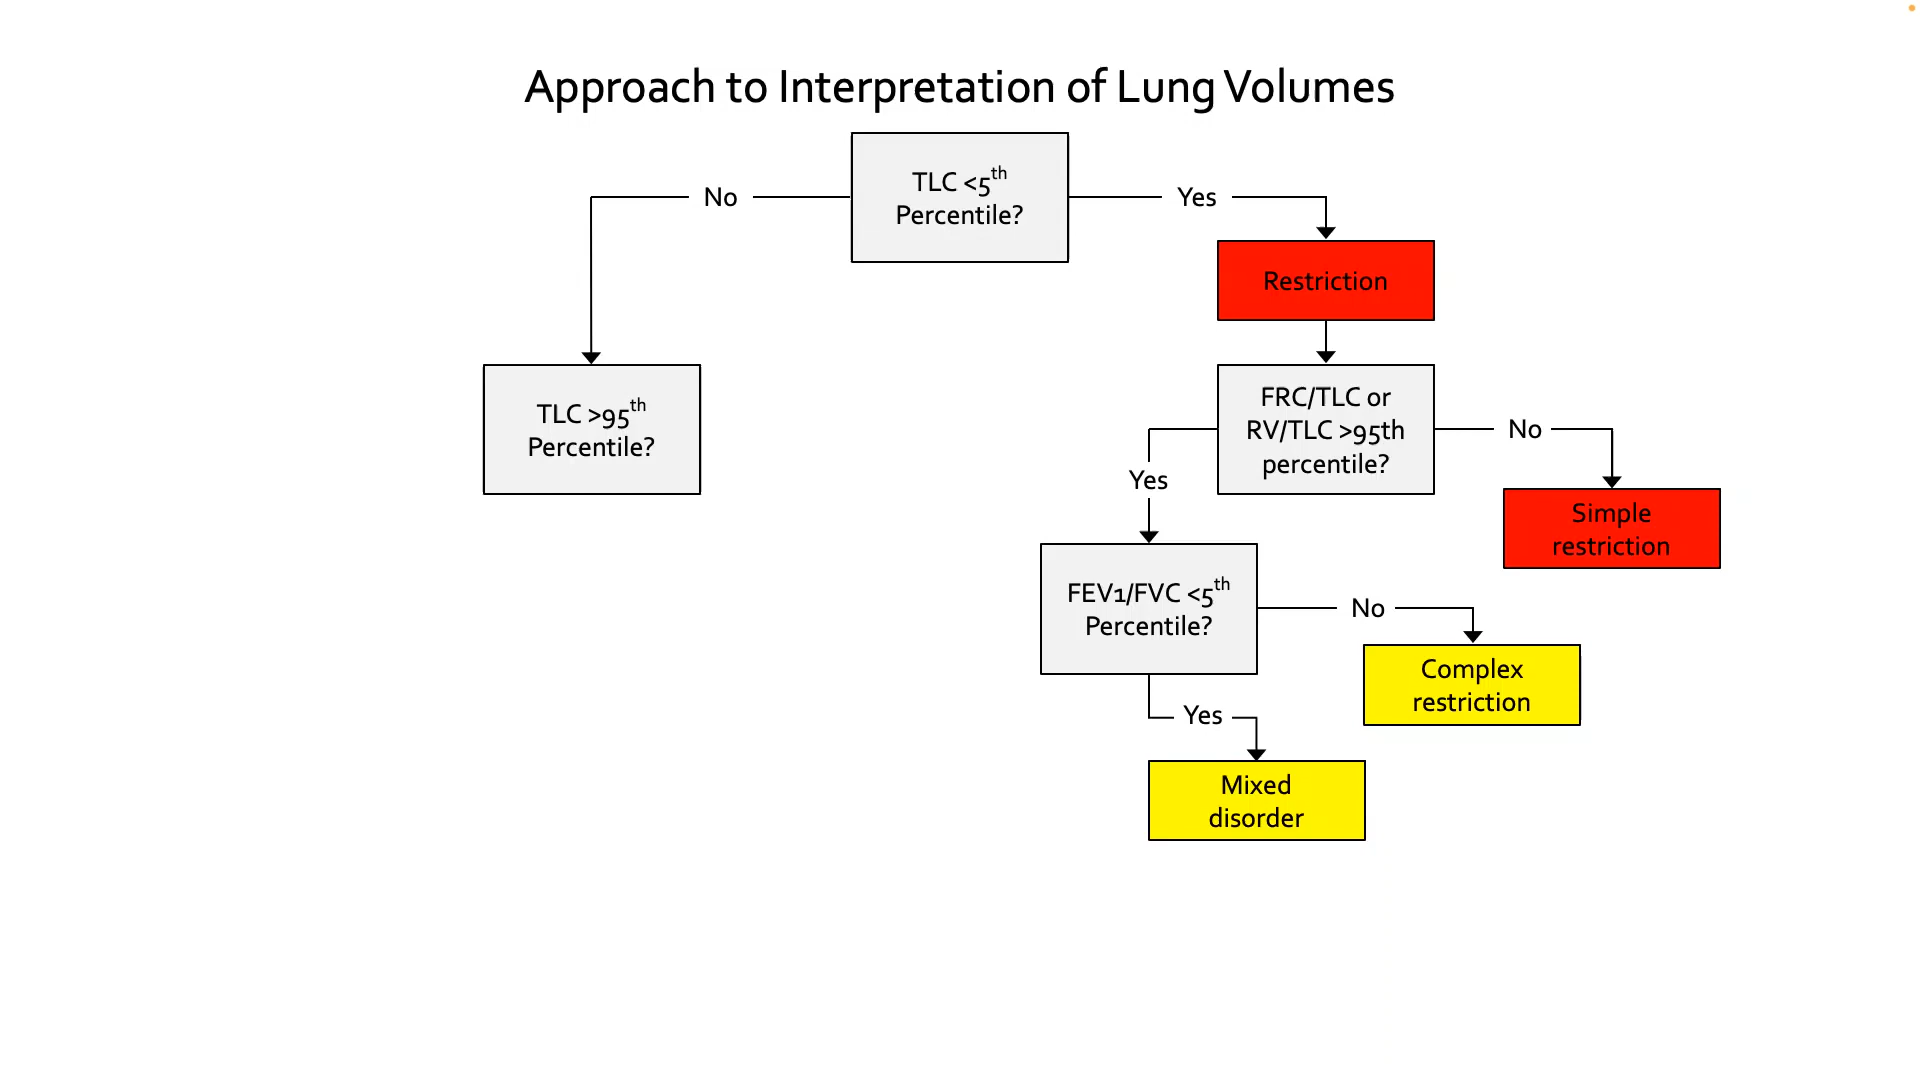 Approach to Interpretation of Lung Volumes
TLC <5th
Percentile?
No
Yes
Restriction
TLC >95th
Percentile?
FRC/TLC or
RV/TLC >95th
percentile?
No
Yes
Simple
restriction
FEV1/FVC <5th
Percentile?
No
Complex
restriction
Yes
Mixed
disorder